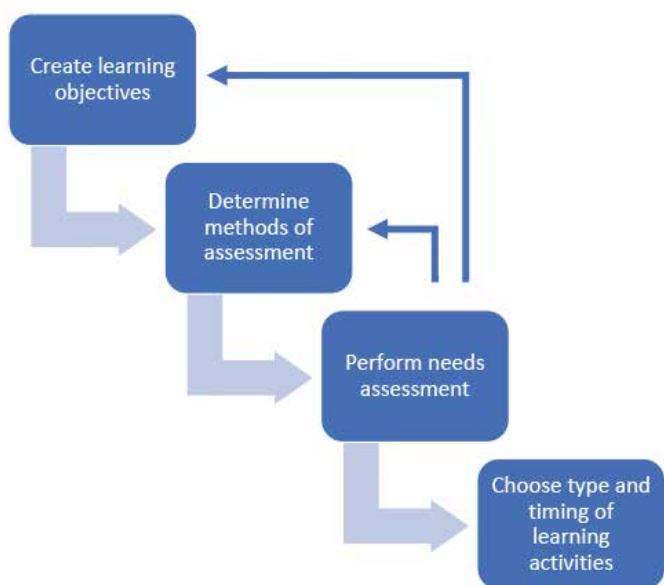 Create learning
objectives
Determine
methods of
assessment
Perform needs
assessment
Choose type and
timing of
learning
activities